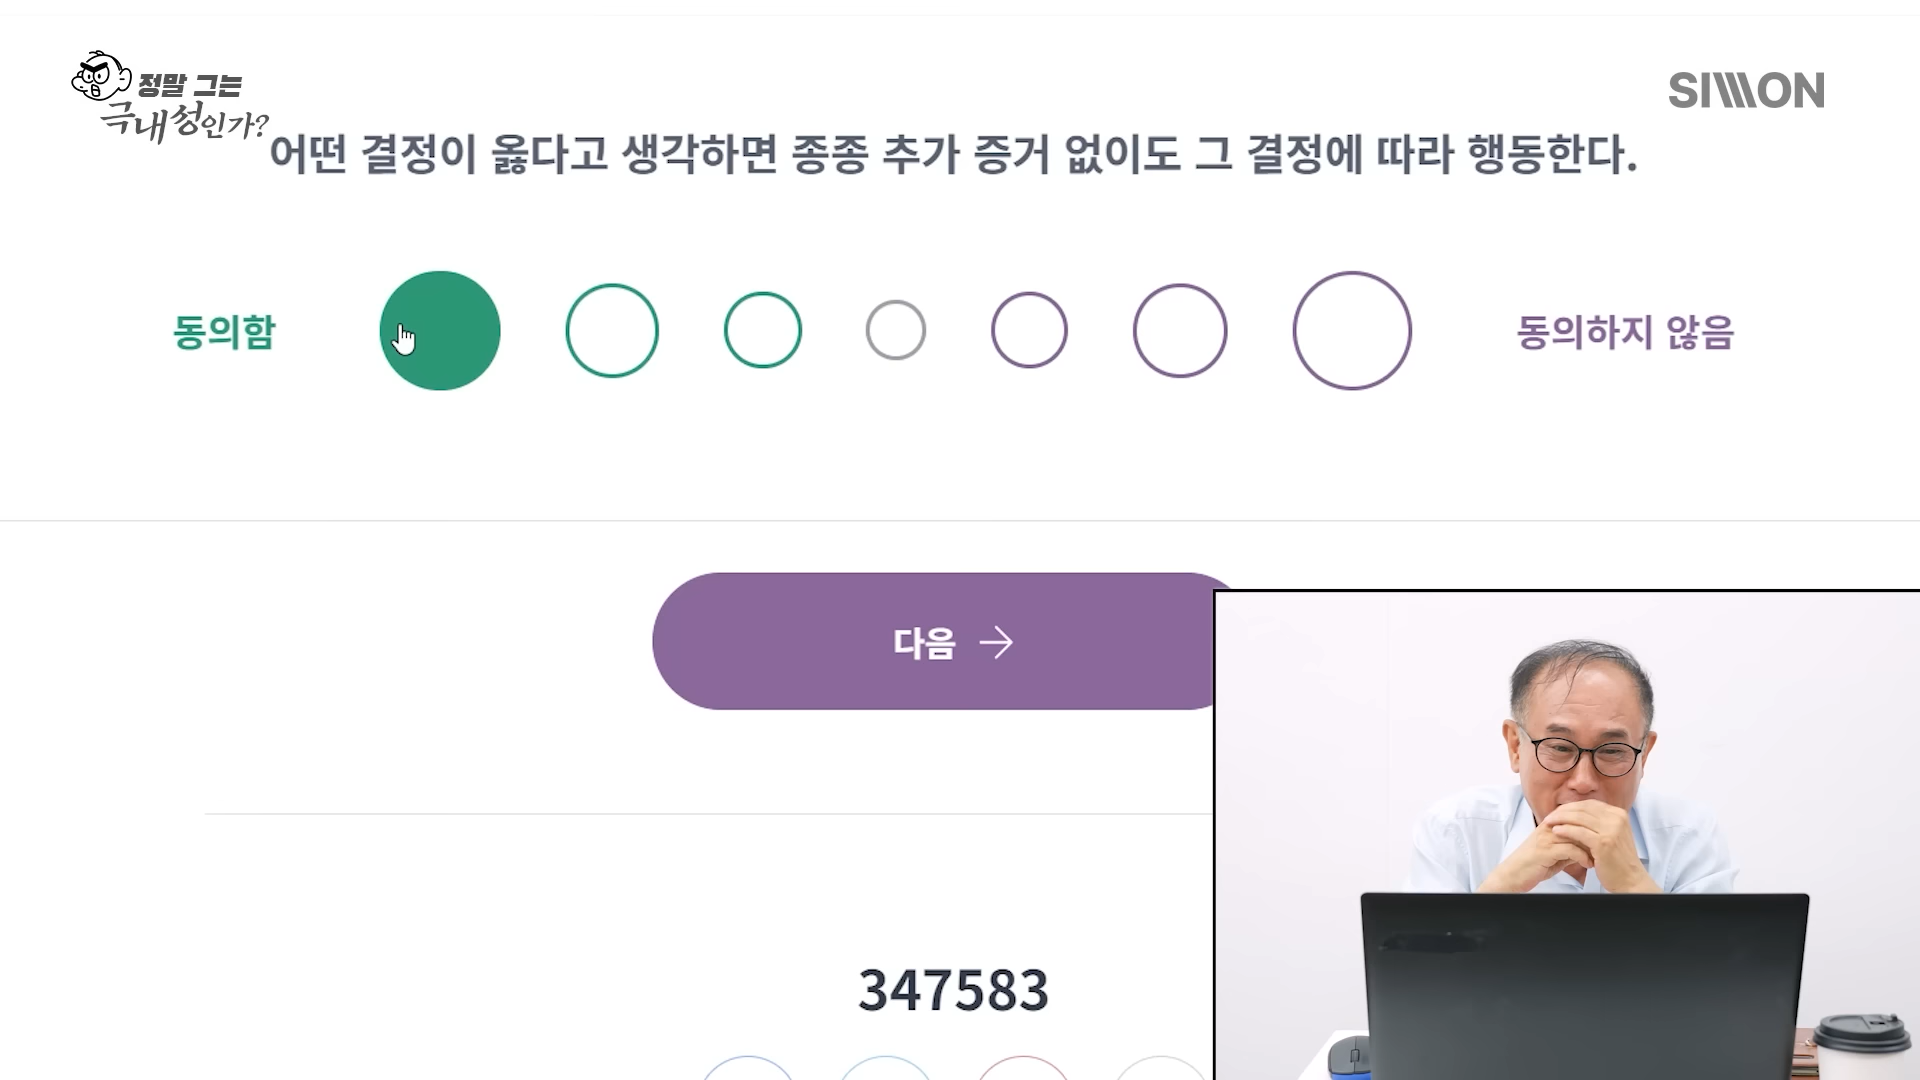 정말 그는
극내성인가?
SIMON
어떤 결정이 옳다고 생각하면 종종 추가 증거 없이도 그 결정에 따라 행동한다.
동의함
동의하지 않음
다음 →
347583